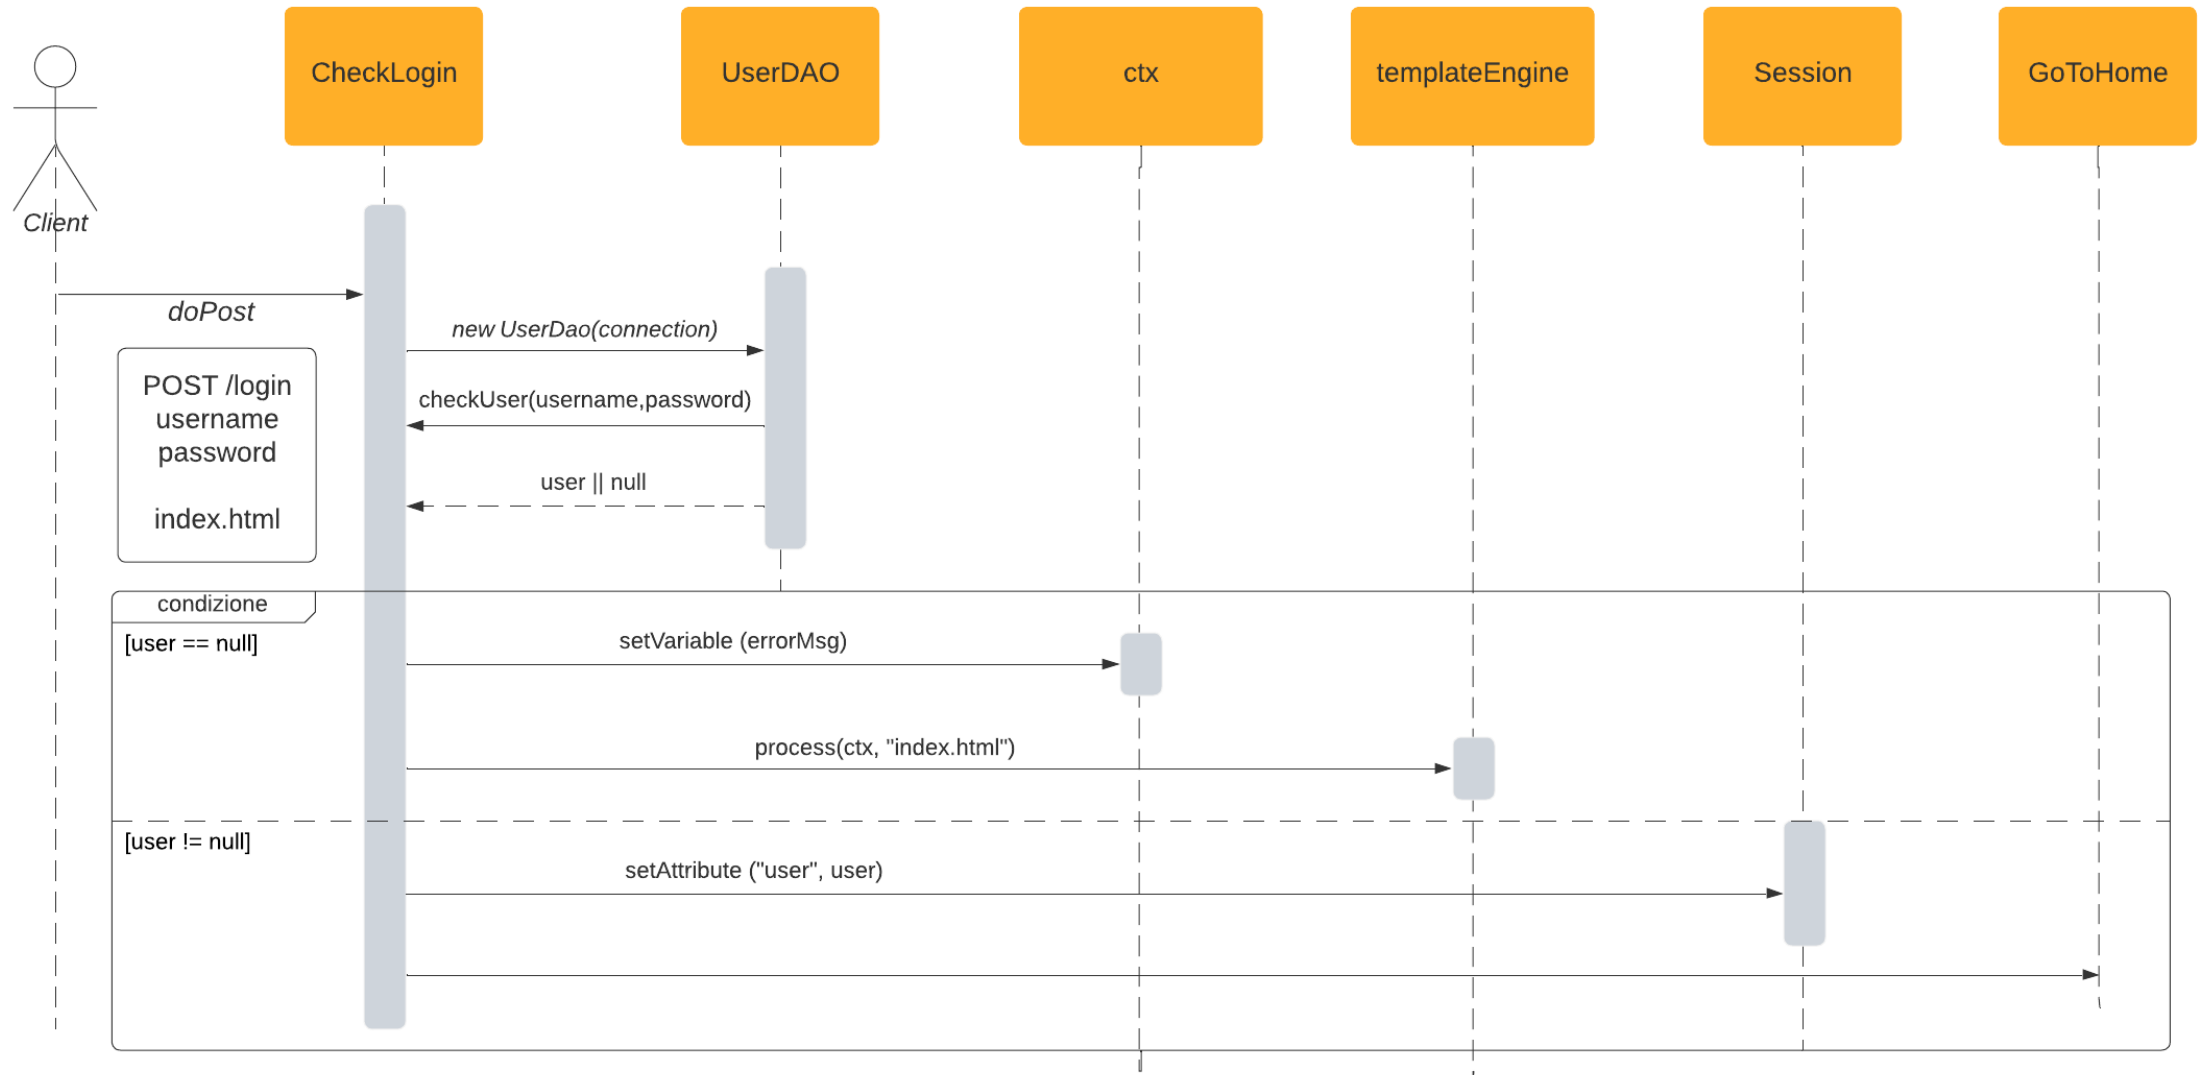 CheckLogin
UserDAO
ctx
templateEngine
Session
GoToHome
Client
doPost
new UserDao(connection)
POST /login
username
password
index.html
checkUser(username,password)
user || null
condizione
[user == null]
setVariable (errorMsg)
process(ctx, "index.html")
[user != null]
setAttribute ("user", user)